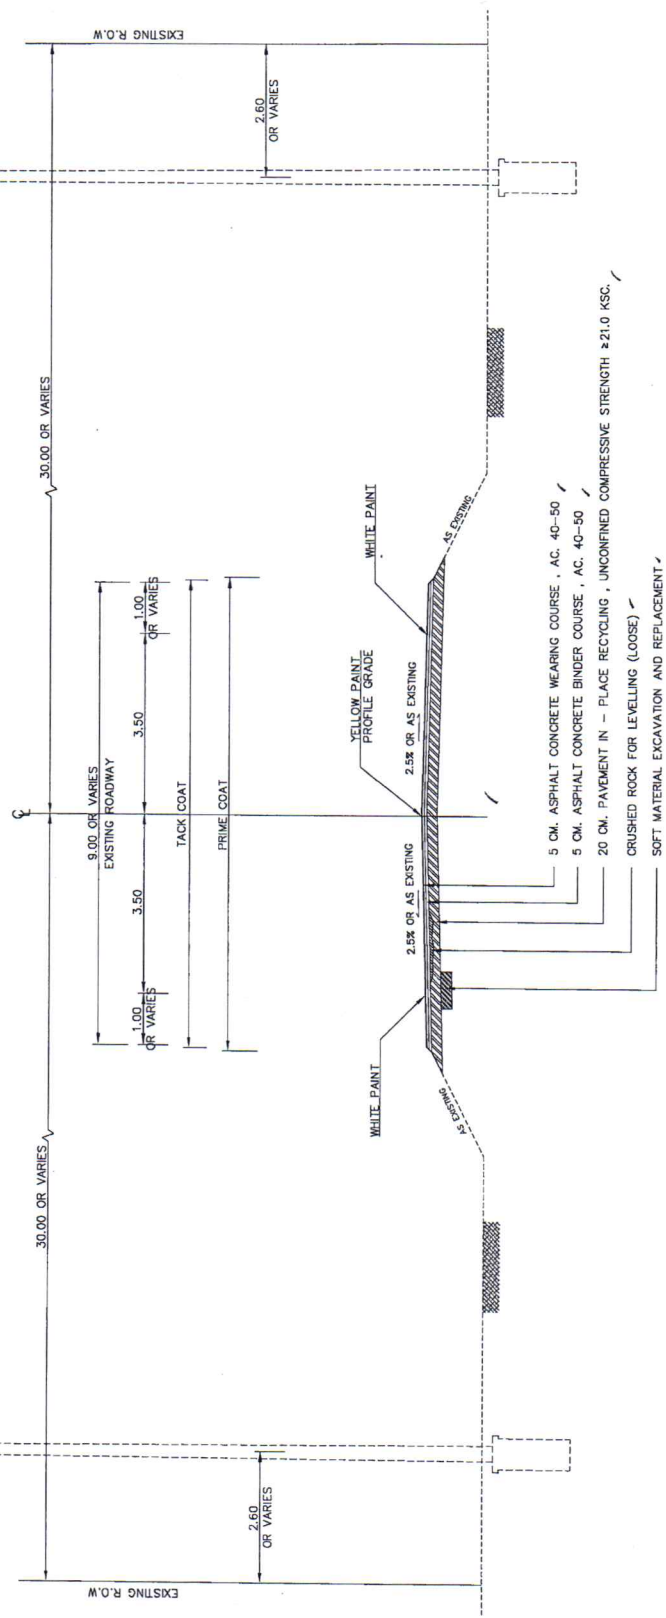 EXISTING R.O.W
EXISTING R.O.W
30.00 OR VARIES
30.00 OR VARIES
℄
9.00 OR VARIES
EXISTING ROADWAY
1.00
OR VARIES
3.50
3.50
1.00
OR VARIES
TACK COAT
PRIME COAT
2.60
OR VARIES
2.60
OR VARIES
WHITE PAINT
YELLOW PAINT
PROFILE GRADE
WHITE PAINT
2.5% OR AS EXISTING
2.5% OR AS EXISTING
AS EXISTING
AS EXISTING
5 CM. ASPHALT CONCRETE WEARING COURSE , AC. 40-50
5 CM. ASPHALT CONCRETE BINDER COURSE , AC. 40-50
20 CM. PAVEMENT IN - PLACE RECYCLING , UNCONFINED COMPRESSIVE STRENGTH ≥21.0 KSC.
CRUSHED ROCK FOR LEVELLING (LOOSE)
SOFT MATERIAL EXCAVATION AND REPLACEMENT